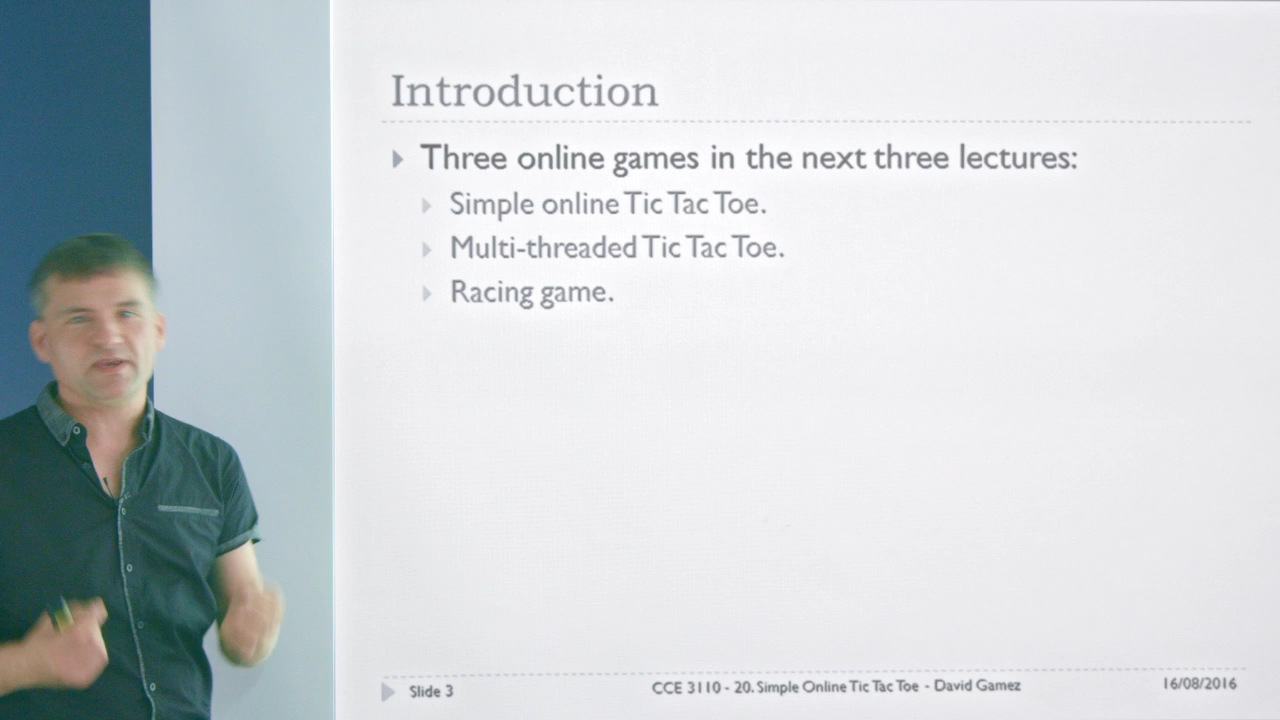 Introduction
Three online games in the next three lectures:
Simple online Tic Tac Toe.
Multi-threaded Tic Tac Toe.
Racing game.
Slide 3
CCE 3110 - 20. Simple Online Tic Tac Toe - David Gamez
16/08/2016